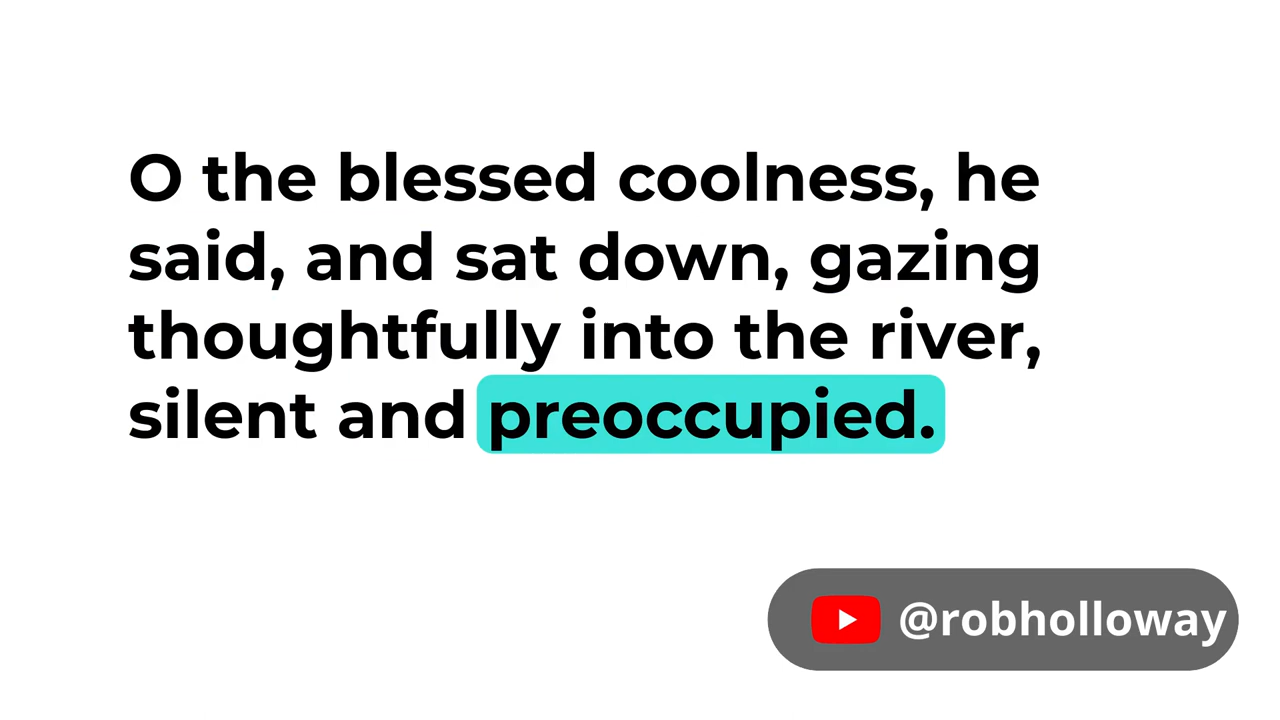 O the blessed coolness, he
said, and sat down, gazing
thoughtfully into the river,
silent and preoccupied.
@robholloway